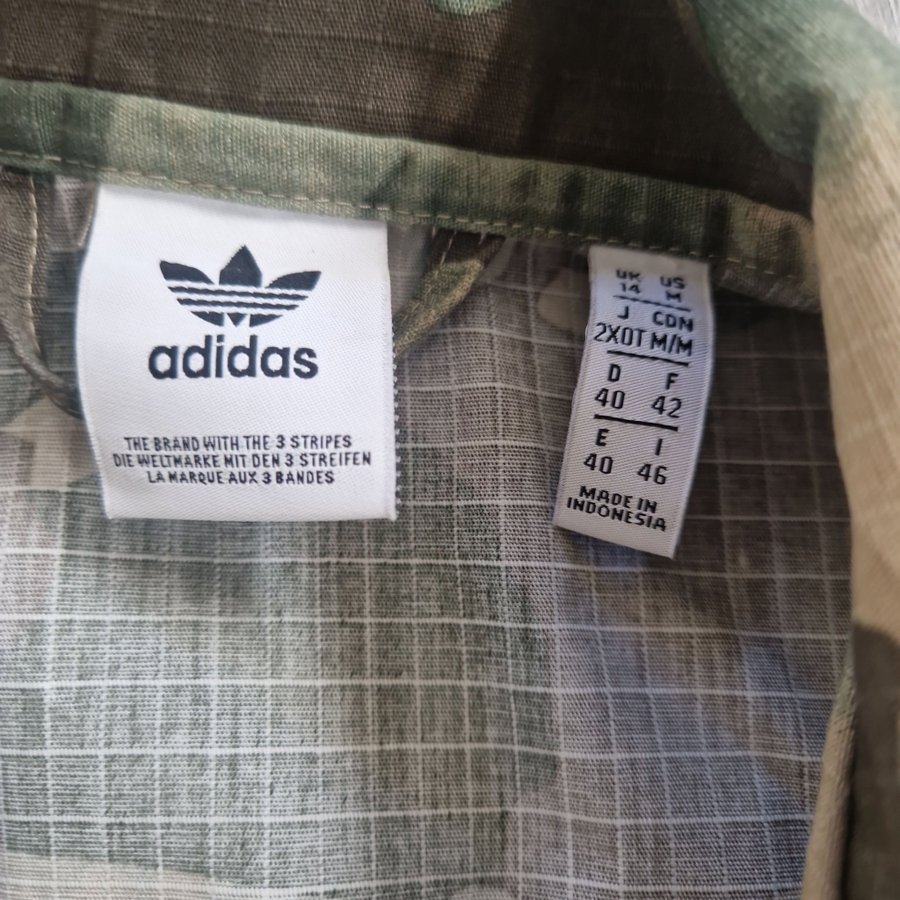 adidas
THE BRAND WITH THE 3 STRIPES
DIE WELTMARKE MIT DEN 3 STREIFEN
LA MARQUE AUX 3 BANDES
UK US
14 M
J CDN
2XOT M/M
D F
40 42
E I
40 46
MADE IN
INDONESIA